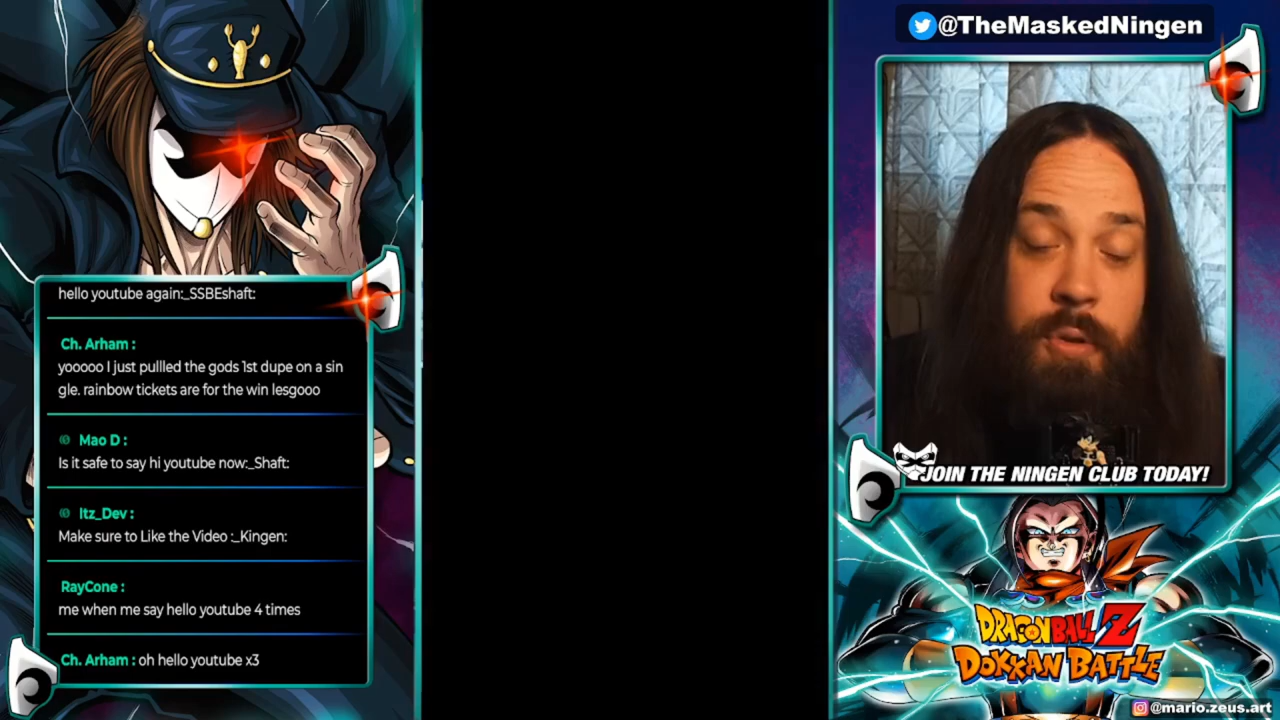 hello youtube again:_SSBEshaft:
Ch. Arham :
yooooo I just pullled the gods 1st dupe on a sin
gle. rainbow tickets are for the win lesgooo
Mao D :
Is it safe to say hi youtube now:_Shaft:
Itz_Dev :
Make sure to Like the Video :_Kingen:
RayCone :
me when me say hello youtube 4 times
Ch. Arham : oh hello youtube x3
@TheMaskedNingen
JOIN THE NINGEN CLUB TODAY!
DRAGONBALL Z
DOKKAN BATTLE
@mario.zeus.art